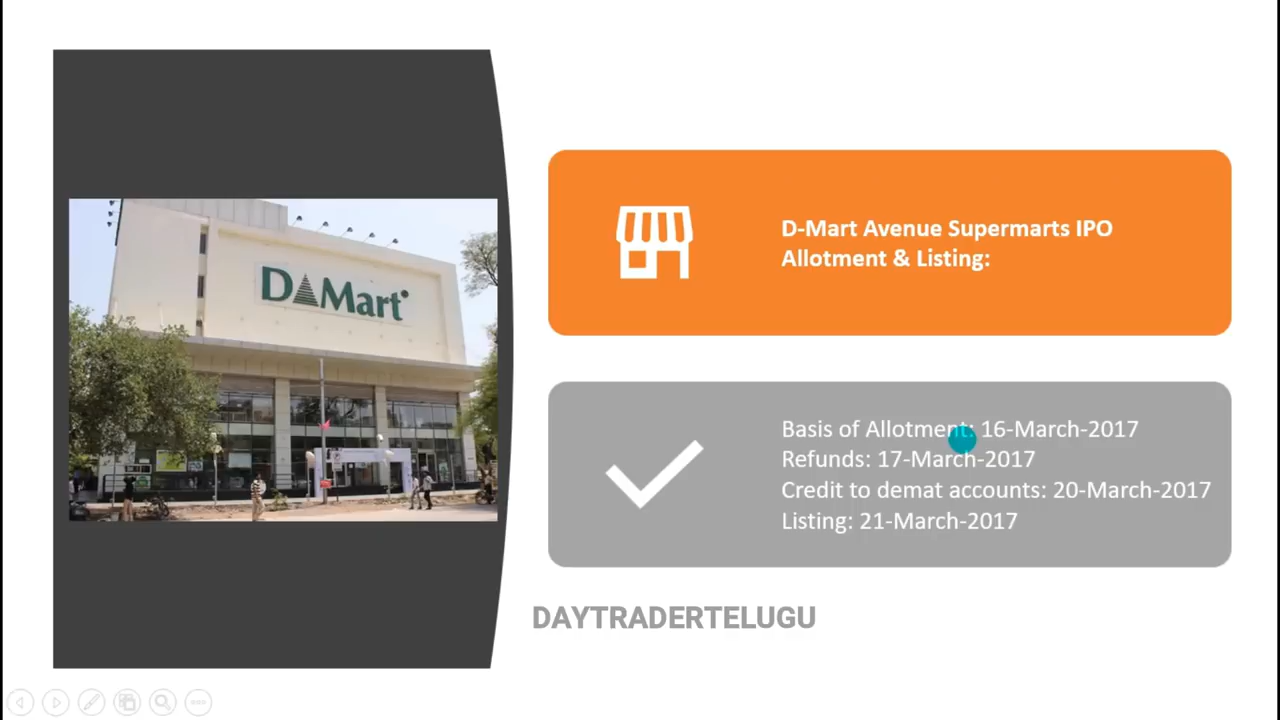 D Mart
D-Mart Avenue Supermarts IPO
Allotment & Listing:
Basis of Allotment: 16-March-2017
Refunds: 17-March-2017
Credit to demat accounts: 20-March-2017
Listing: 21-March-2017
DAYTRADERTELUGU